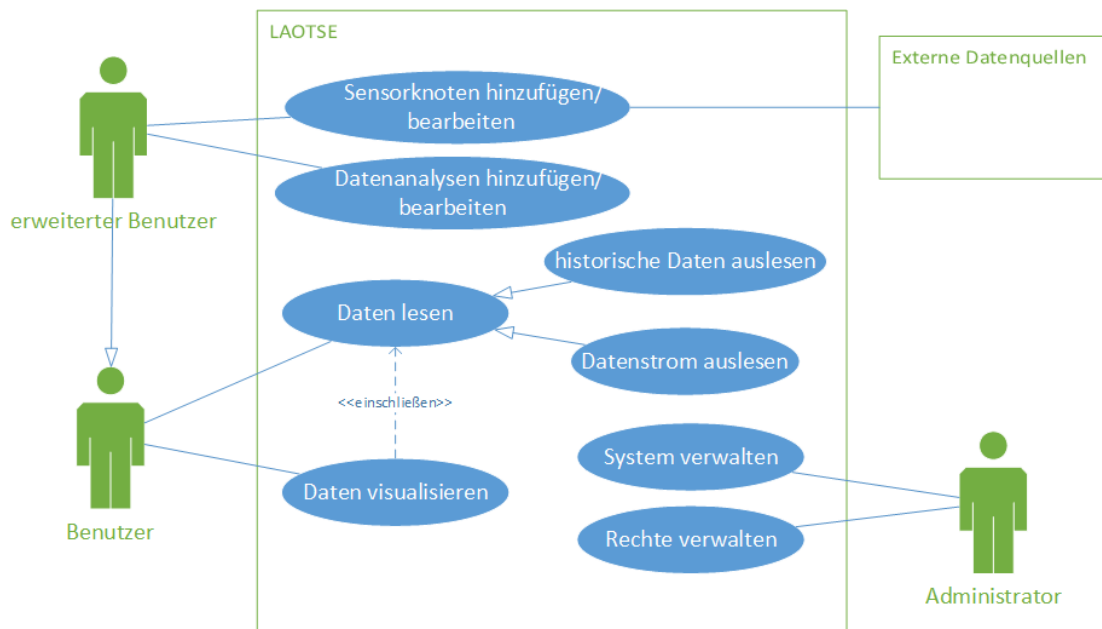 LAOTSE
Externe Datenquellen
Sensorknoten hinzufügen/
bearbeiten
Datenanalysen hinzufügen/
bearbeiten
erweiterter Benutzer
historische Daten auslesen
Daten lesen
Datenstrom auslesen
<<einschließen>>
System verwalten
Daten visualisieren
Benutzer
Rechte verwalten
Administrator